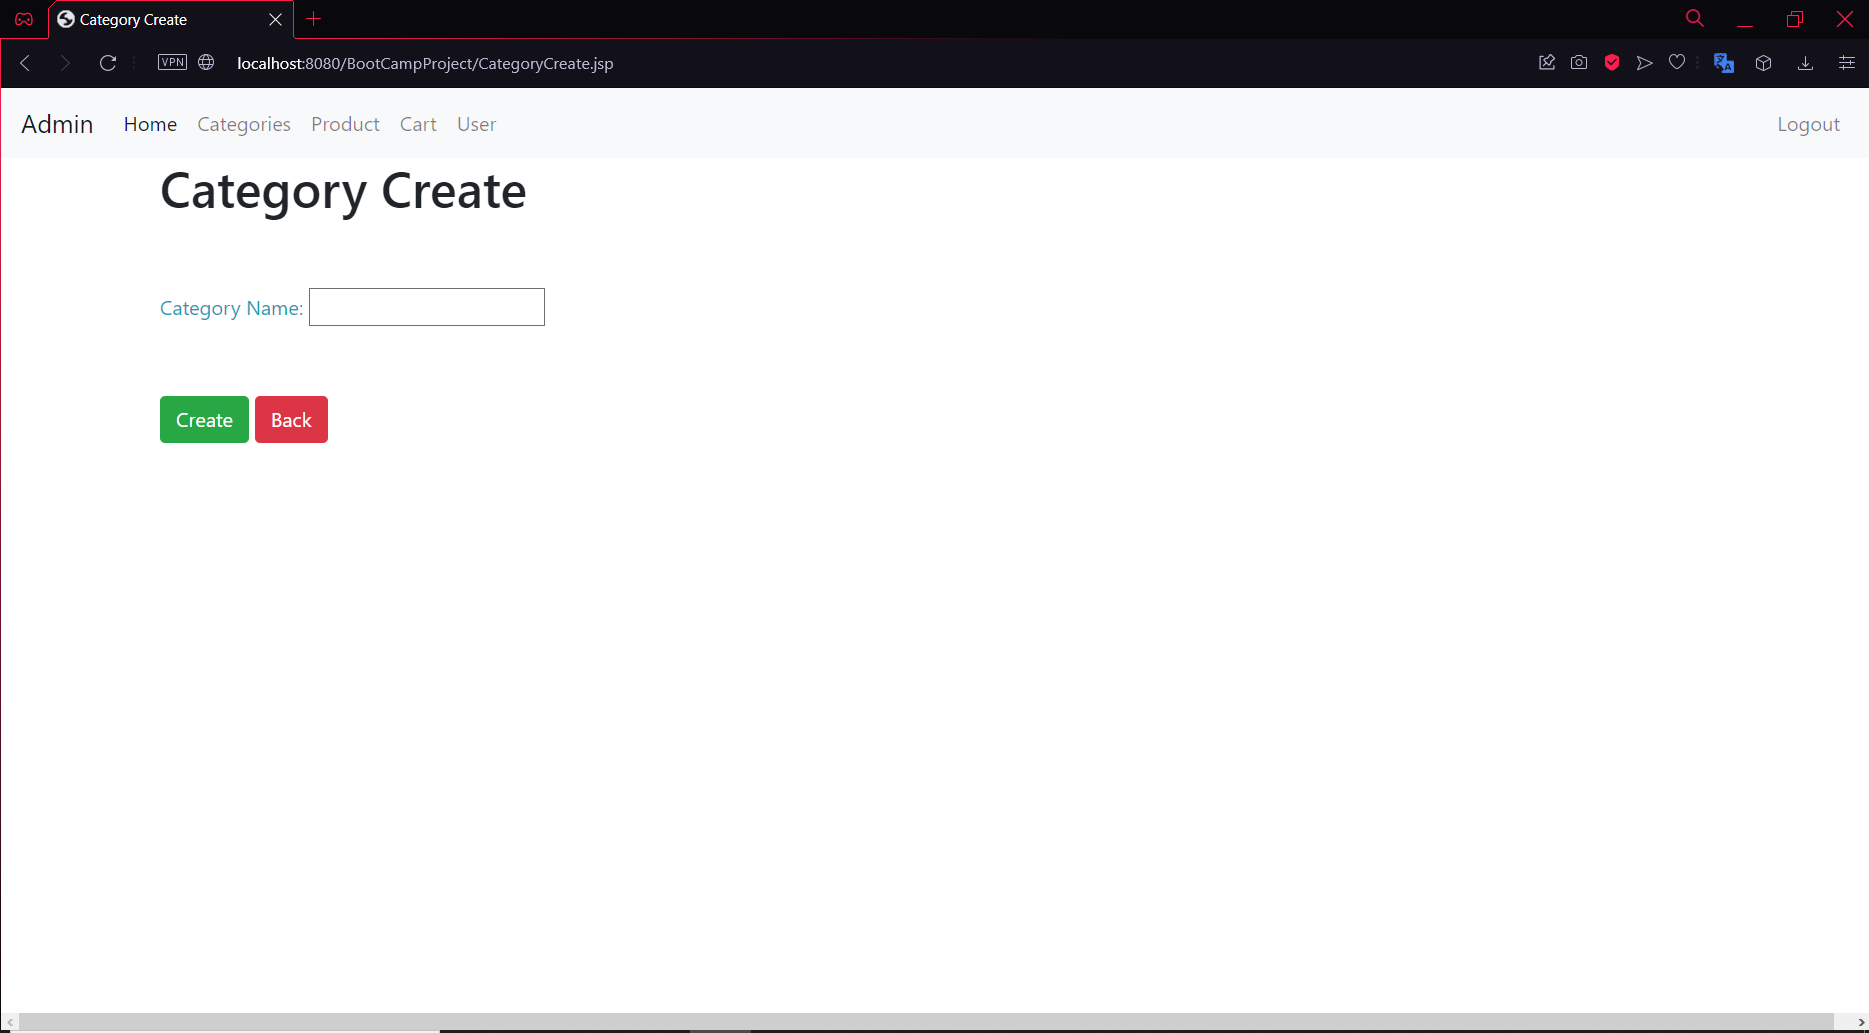 Category Create
VPN localhost:8080/BootCampProject/CategoryCreate.jsp
Admin Home Categories Product Cart User Logout
Category Create
Category Name:
Create Back